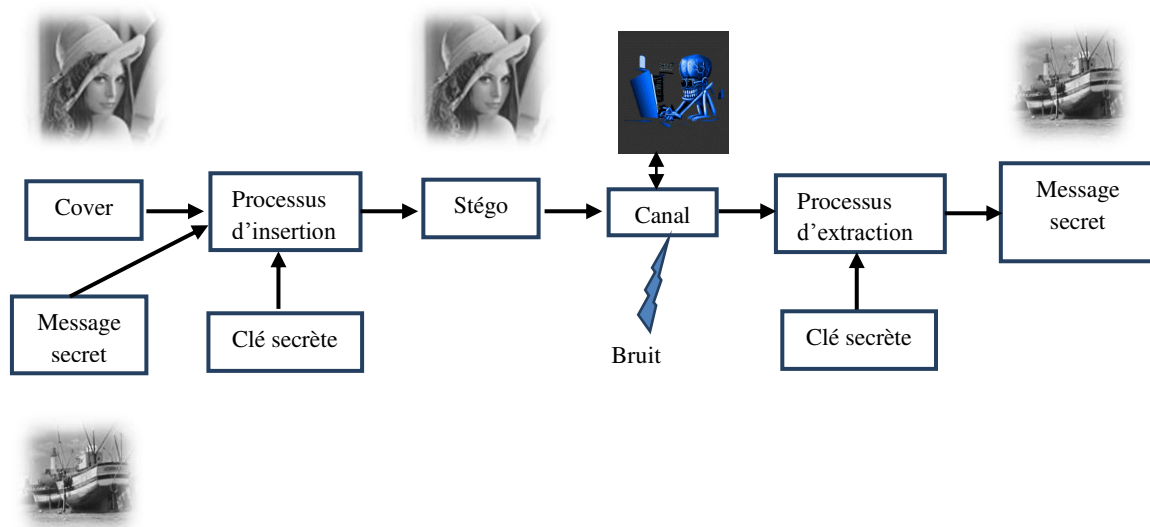 Cover
Processus
d’insertion
Stégo
Canal
Processus
d’extraction
Message
secret
Message
secret
Clé secrète
Bruit
Clé secrète